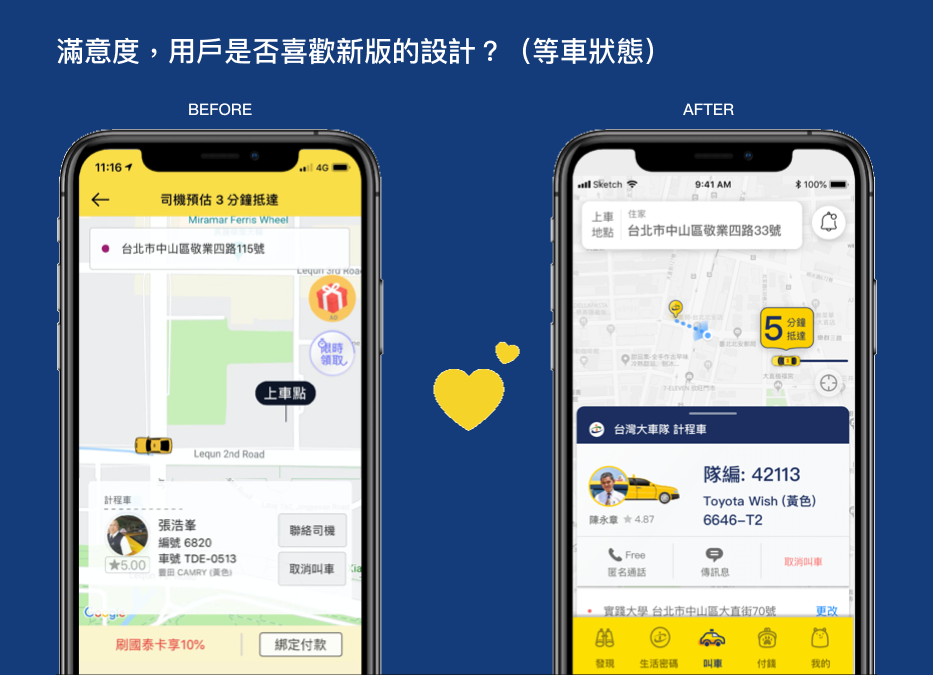 滿意度，用戶是否喜歡新版的設計？（等車狀態）
BEFORE
11:16
4G
司機預估 3 分鐘抵達
Miramar Ferris Wheel
台北市中山區敬業四路115號
Lequn 3rd Road
AD
限時
領取
上車點
Lequn 2nd Road
計程車
張浩峯
編號 6820
車號 TDE-0513
豐田 CAMRY (黃色)
★5.00
聯絡司機
取消叫車
Google
刷國泰卡享10%
綁定付款
AFTER
Sketch
9:41 AM
100%
上車
地點
住家
台北市中山區敬業四路33號
5 分鐘
抵達
7-ELEVEN
台灣大車隊 計程車
隊編: 42113
Toyota Wish (黃色)
6646-T2
陳永章 ★ 4.87
Free
匿名通話
傳訊息
取消叫車
實踐大學 台北市中山區大直街70號
更改
發現
生活密碼
叫車
付錢
我的